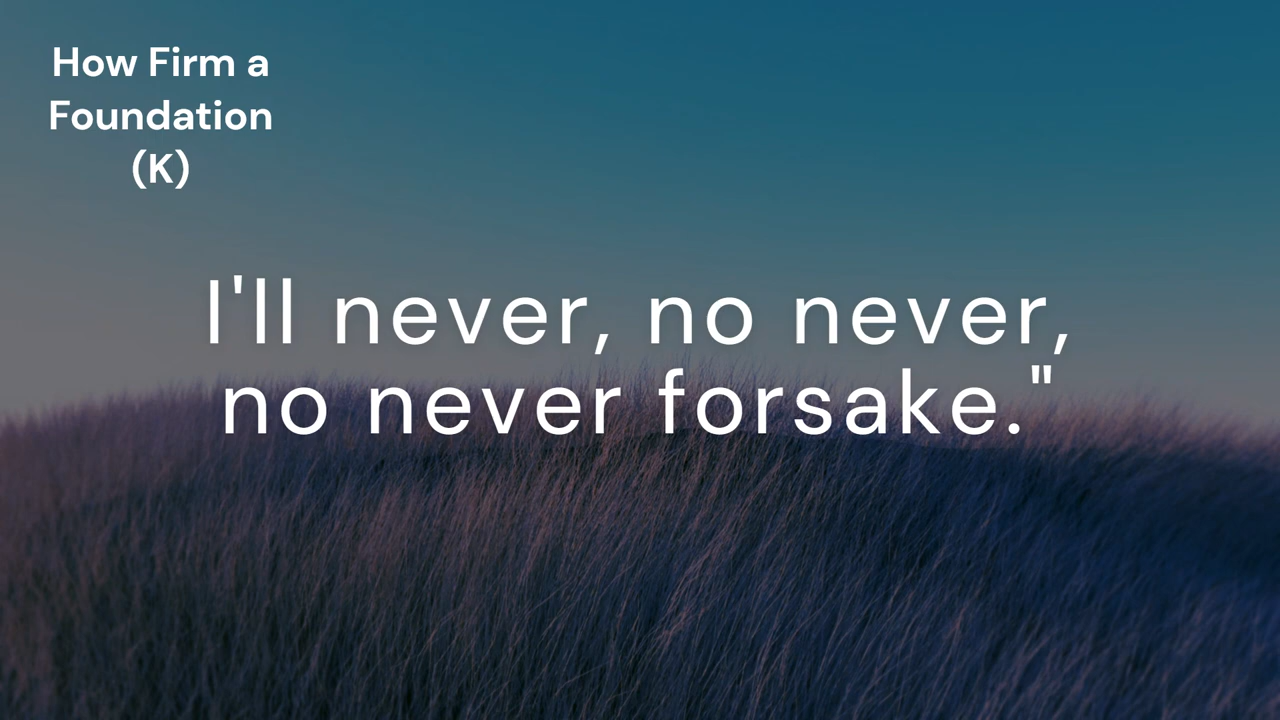 How Firm a
Foundation
(K)
I'll never, no never,
no never forsake."